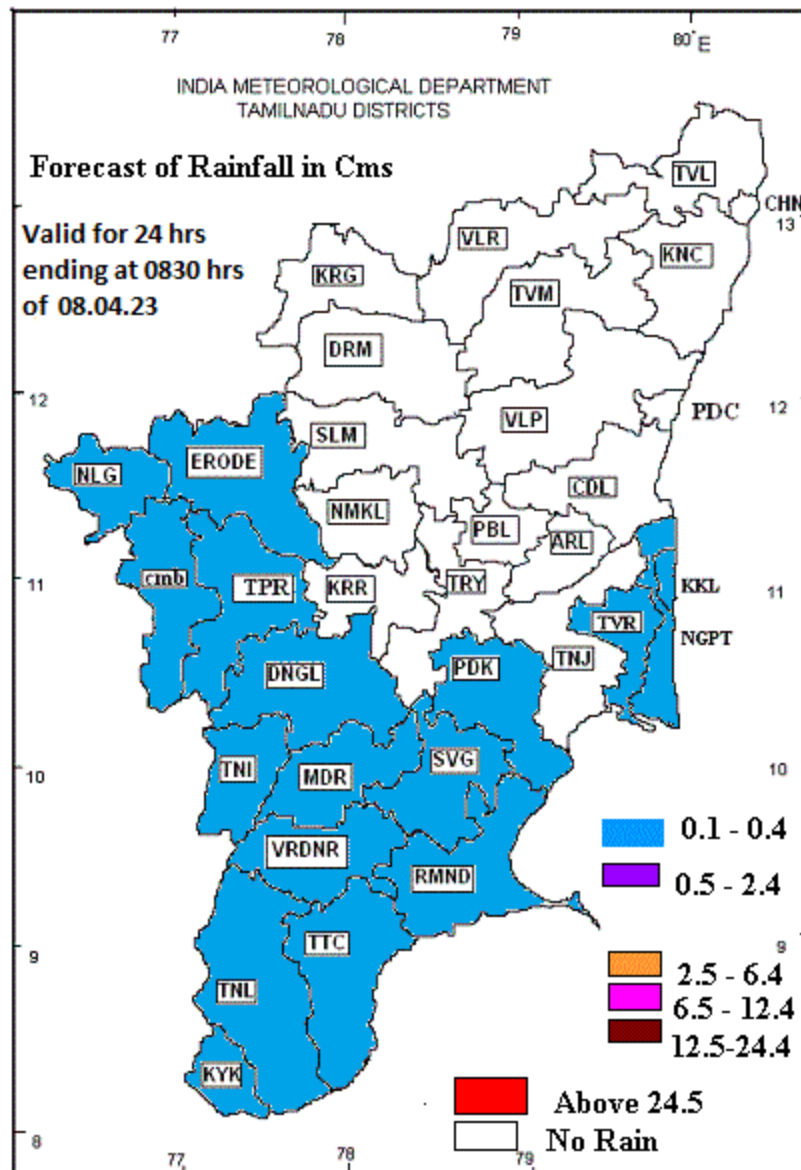 77 78 79 80° E
INDIA METEOROLOGICAL DEPARTMENT
TAMILNADU DISTRICTS
Forecast of Rainfall in Cms
TVL
CHN
13
Valid for 24 hrs
ending at 0830 hrs
of 08.04.23
VLR
KNC
KRG
TVM
DRM
12
PDC
12
VLP
SLM
ERODE
NLG
CDL
NMKL
PBL
ARL
11
cmb
TPR
KRR
TRY
KKL
11
TVR
NGPT
DNGL
PDK
TNJ
10
TNI
MDR
SVG
10
0.1 - 0.4
VRDNR
RMND
0.5 - 2.4
9
TTC
9
2.5 - 6.4
TNL
6.5 - 12.4
12.5-24.4
KYK
Above 24.5
8
No Rain
77 78 79